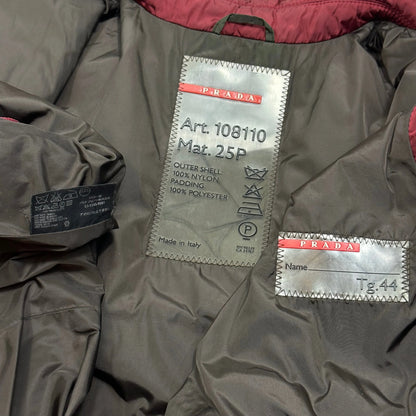 PRADA
Art. 108110
Mat. 25P
OUTER SHELL:
100% NYLON.
PADDING:
100% POLYESTER.
Made in Italy
PRADA
Name
Tg.44